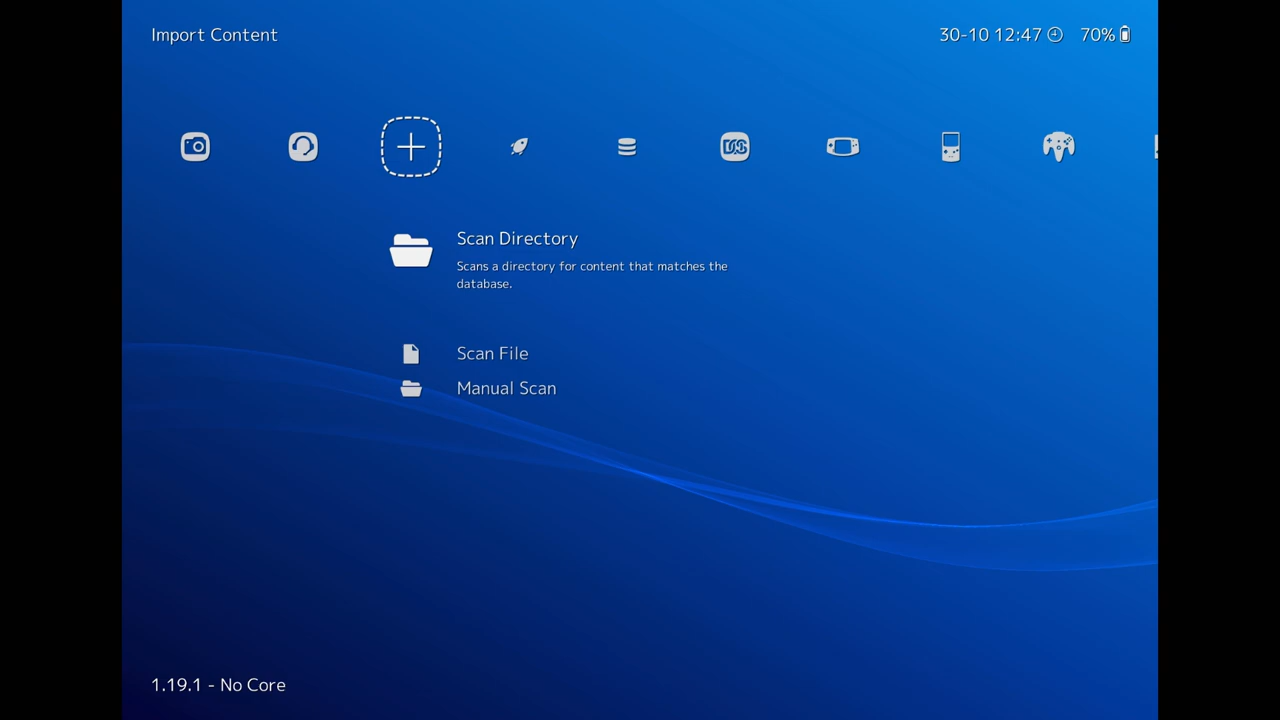 Import Content
30-10 12:47 70%
DOS
Scan Directory
Scans a directory for content that matches the
database.
Scan File
Manual Scan
1.19.1 - No Core